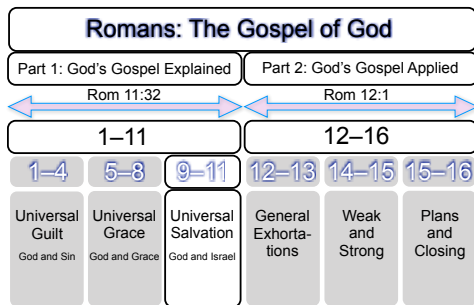 Romans: The Gospel of God
Part 1: God's Gospel Explained
Part 2: God's Gospel Applied
Rom 11:32
Rom 12:1
1–11
12–16
1–4
5–8
9–11
12–13
14–15
15–16
Universal
Guilt
God and Sin
Universal
Grace
God and Grace
Universal
Salvation
God and Israel
General
Exhorta-
tions
Weak
and
Strong
Plans
and
Closing